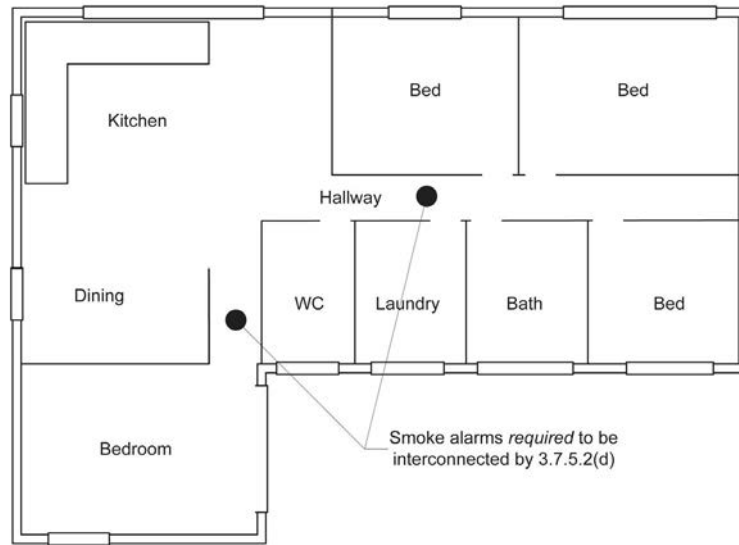 Bed
Bed
Kitchen
Hallway
Dining
WC
Laundry
Bath
Bed
Bedroom
Smoke alarms required to be
interconnected by 3.7.5.2(d)